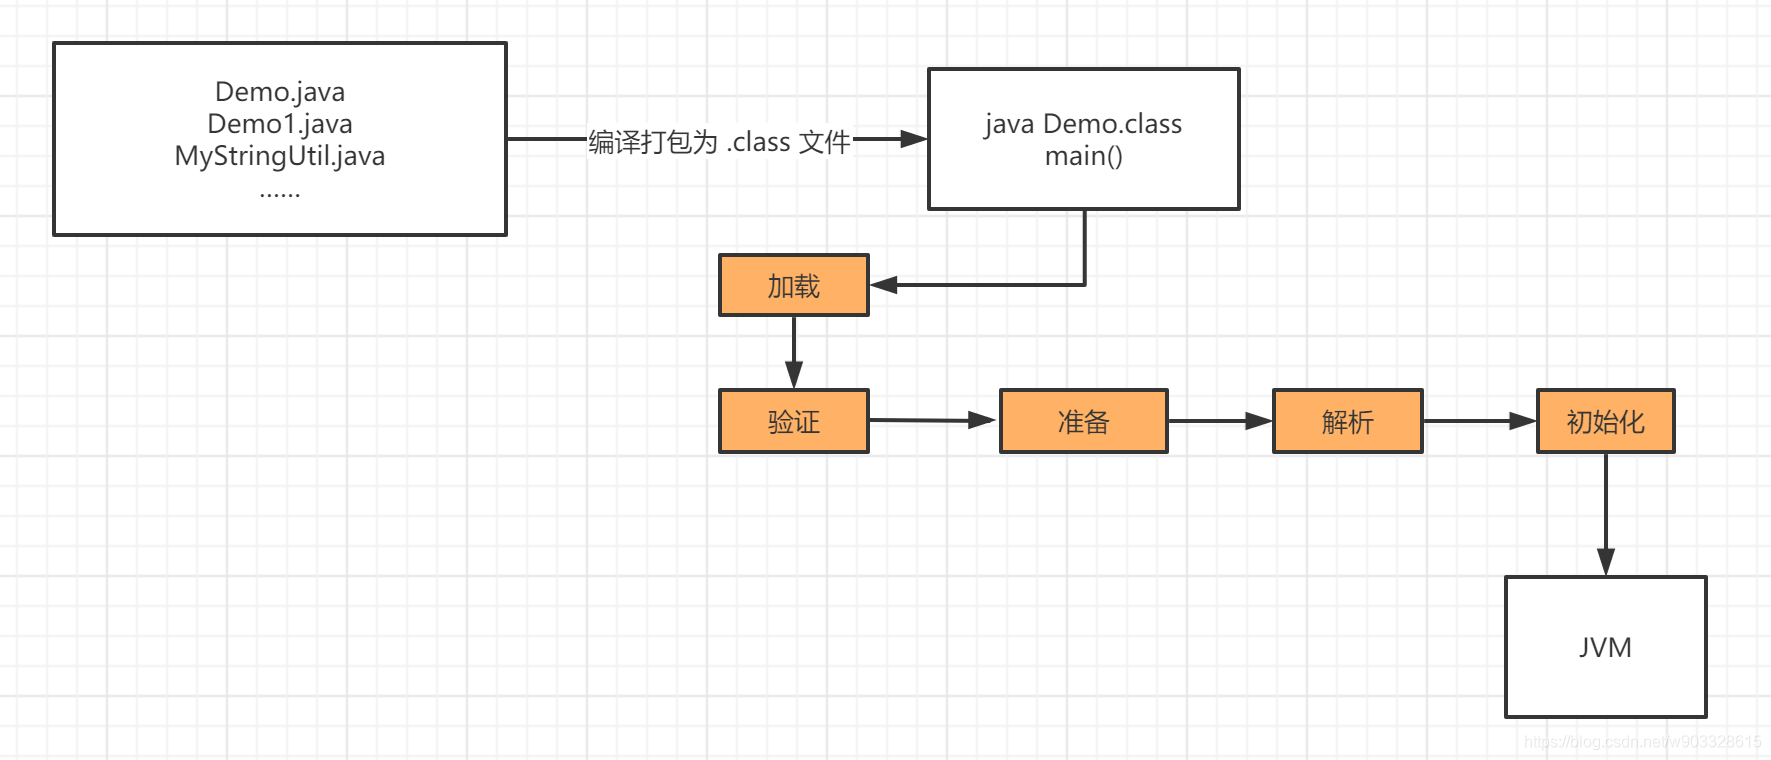 Demo.java
Demo1.java
MyStringUtil.java
......
编译打包为 .class 文件
java Demo.class
main()
加载
验证
准备
解析
初始化
JVM
https://blog.csdn.net/w903328615